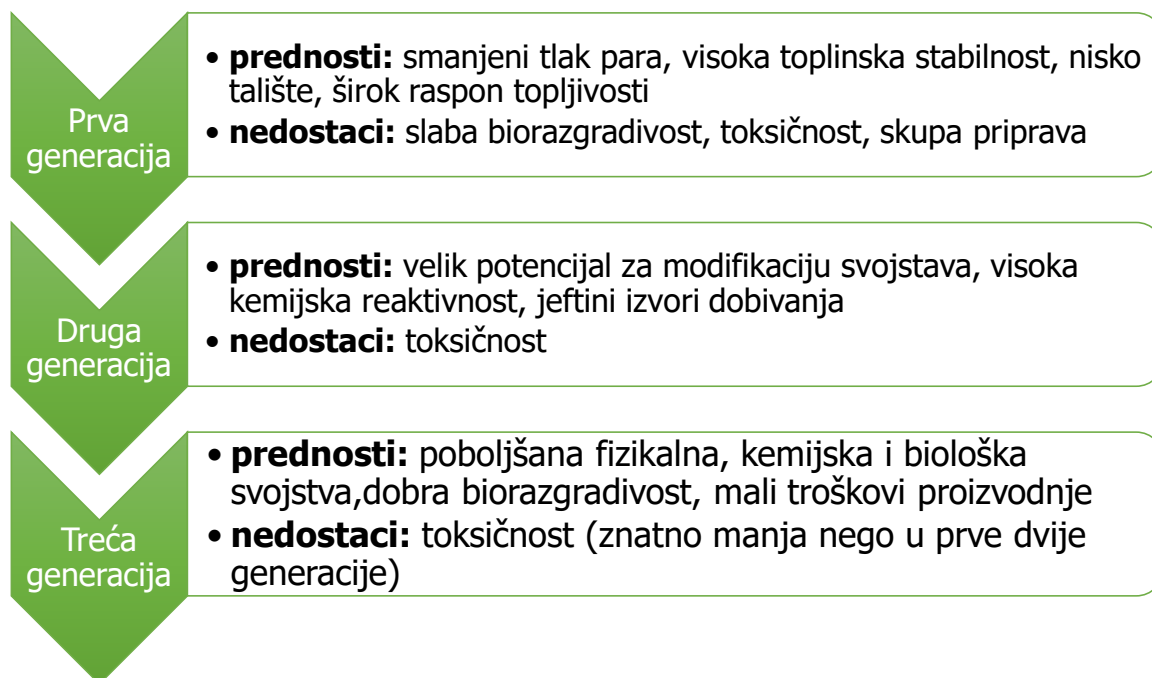 Prva
generacija
• prednosti: smanjeni tlak para, visoka toplinska stabilnost, nisko
talište, širok raspon topljivosti
• nedostaci: slaba biorazgradivost, toksičnost, skupa priprava
Druga
generacija
• prednosti: velik potencijal za modifikaciju svojstava, visoka
kemijska reaktivnost, jeftini izvori dobivanja
• nedostaci: toksičnost
Treća
generacija
• prednosti: poboljšana fizikalna, kemijska i biološka
svojstva,dobra biorazgradivost, mali troškovi proizvodnje
• nedostaci: toksičnost (znatno manja nego u prve dvije
generacije)